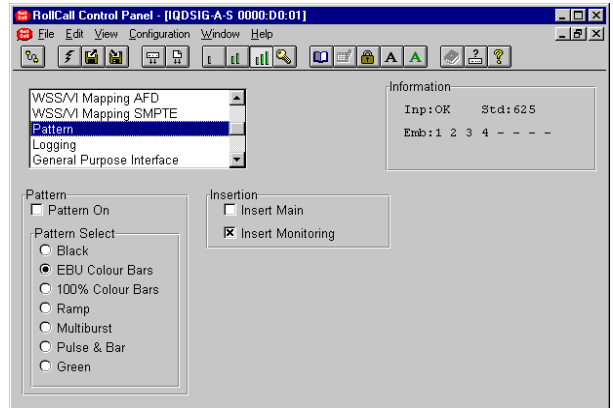 RollCall Control Panel - [IQDSIG-A-S 0000:D0:01]
File Edit View Configuration Window Help
WSS/VI Mapping AFD
WSS/VI Mapping SMPTE
Pattern
Logging
General Purpose Interface
Information
Inp:OK Std:625
Emb:1 2 3 4 - - - -
Pattern
Pattern On
Pattern Select
Black
EBU Colour Bars
100% Colour Bars
Ramp
Multiburst
Pulse & Bar
Green
Insertion
Insert Main
Insert Monitoring